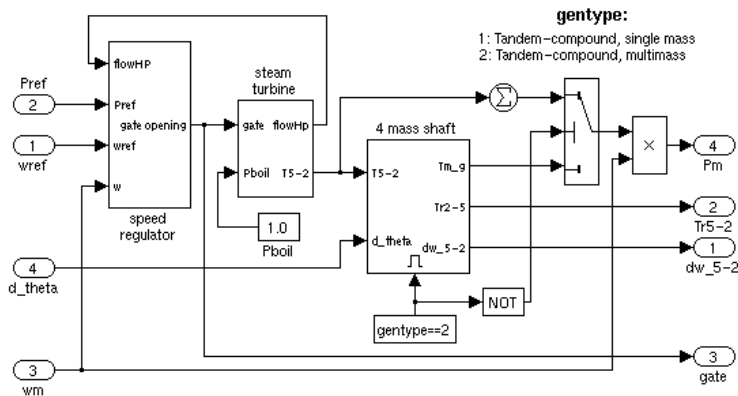 gentype:
1: Tandem-compound, single mass
2: Tandem-compound, multimass
flowHP
Pref
gate opening
wref
w
speed
regulator
Pref
2
1
wref
4
d_theta
3
wm
steam
turbine
gate
flowHp
Pboil
T5-2
1.0
Pboil
4 mass shaft
T5-2
Tm_g
Tr2-5
d_theta
dw_5-2
gentype==2
NOT
Σ
×
4
Pm
2
Tr5-2
1
dw_5-2
3
gate